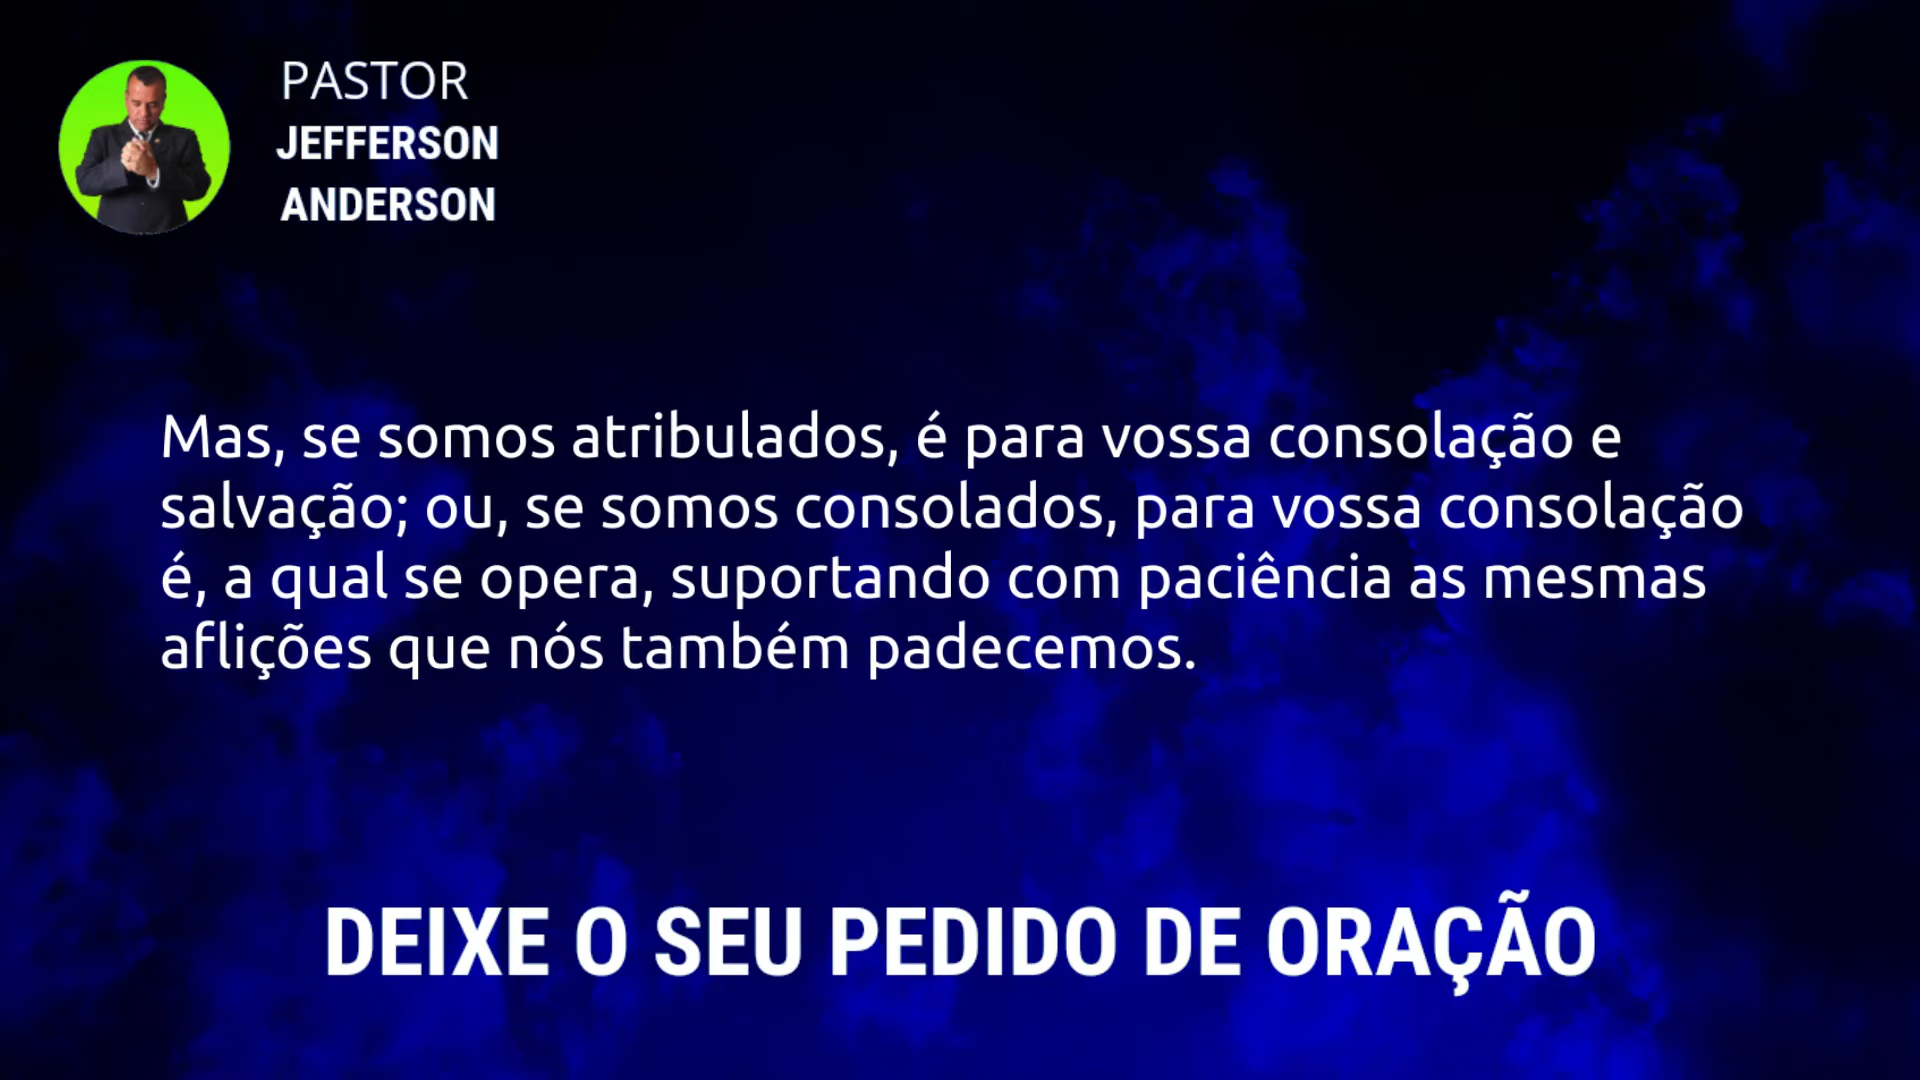 PASTOR
JEFFERSON
ANDERSON
Mas, se somos atribulados, é para vossa consolação e
salvação; ou, se somos consolados, para vossa consolação
é, a qual se opera, suportando com paciência as mesmas
aflições que nós também padecemos.
DEIXE O SEU PEDIDO DE ORAÇÃO